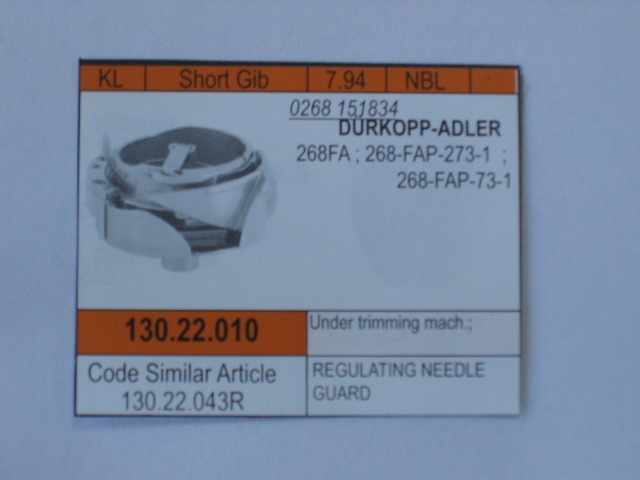 KL Short Gib 7.94 NBL
0268 151834
DÜRKOPP-ADLER
268FA ; 268-FAP-273-1 ;
268-FAP-73-1
130.22.010
Under trimming mach.;
Code Similar Article
130.22.043R
REGULATING NEEDLE
GUARD